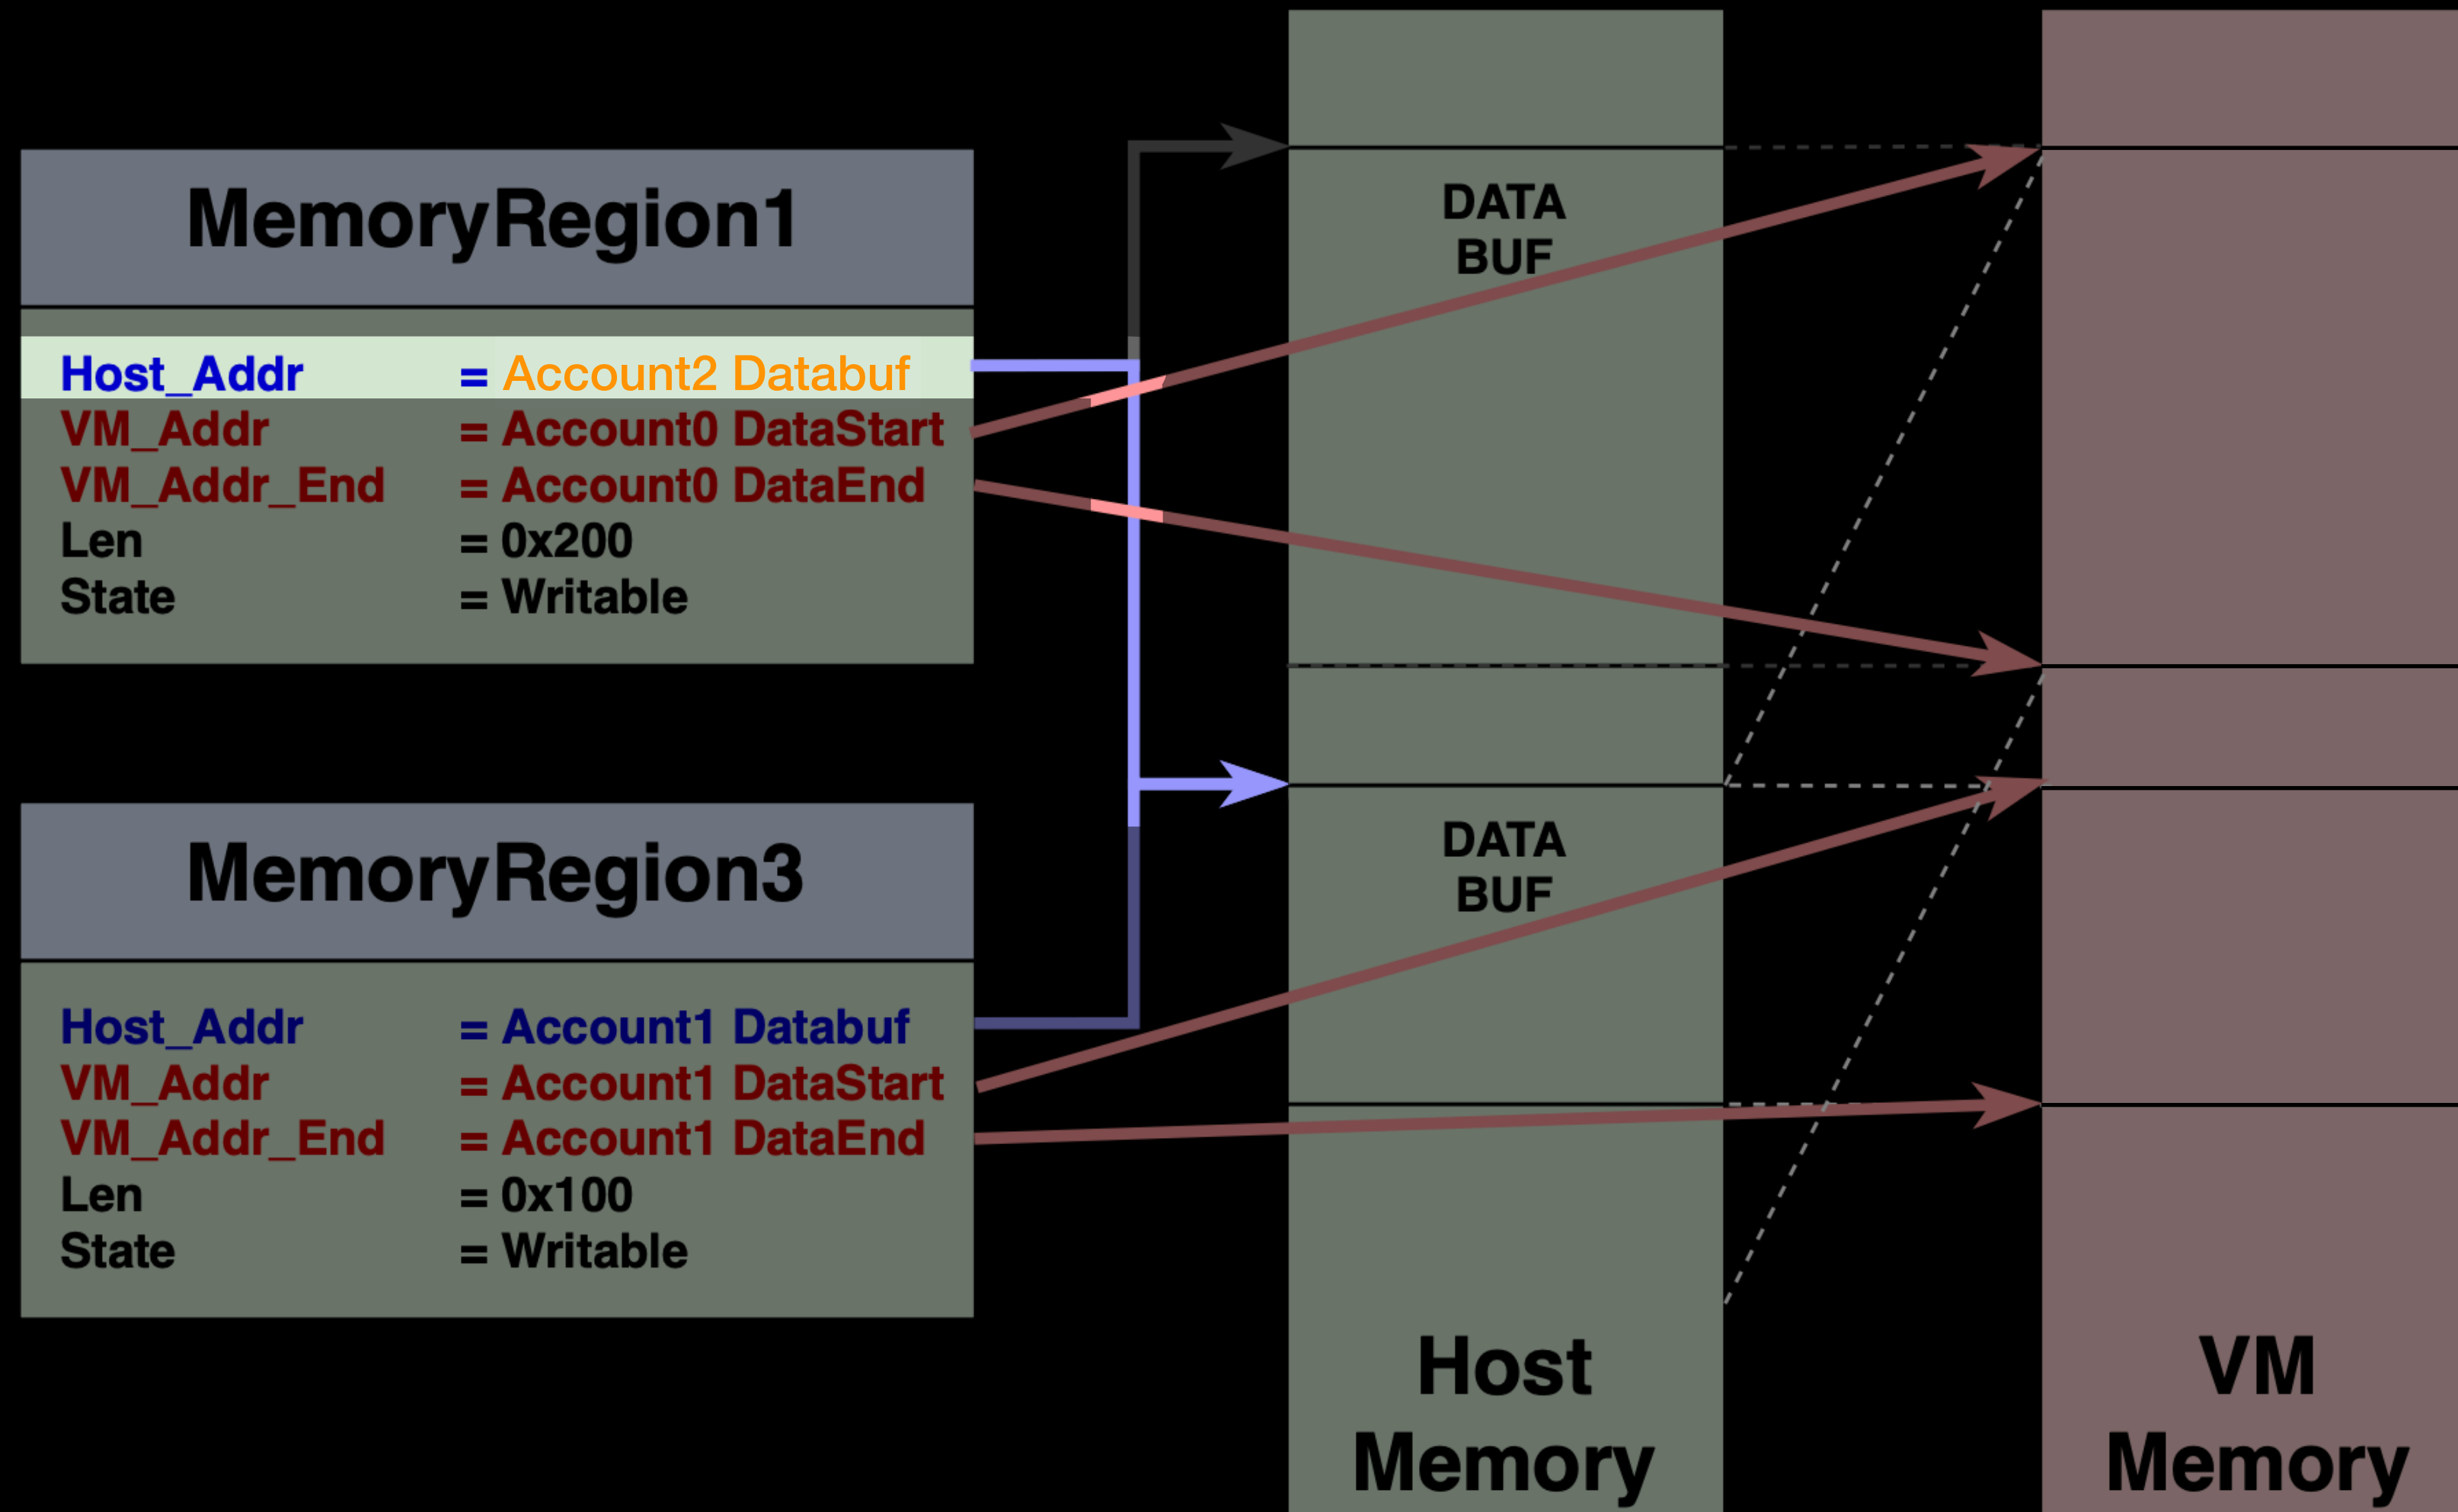 MemoryRegion1
Host_Addr = Account2 Databuf
VM_Addr = Account0 DataStart
VM_Addr_End = Account0 DataEnd
Len = 0x200
State = Writable
MemoryRegion3
Host_Addr = Account1 Databuf
VM_Addr = Account1 DataStart
VM_Addr_End = Account1 DataEnd
Len = 0x100
State = Writable
DATA
BUF
DATA
BUF
Host
Memory
VM
Memory